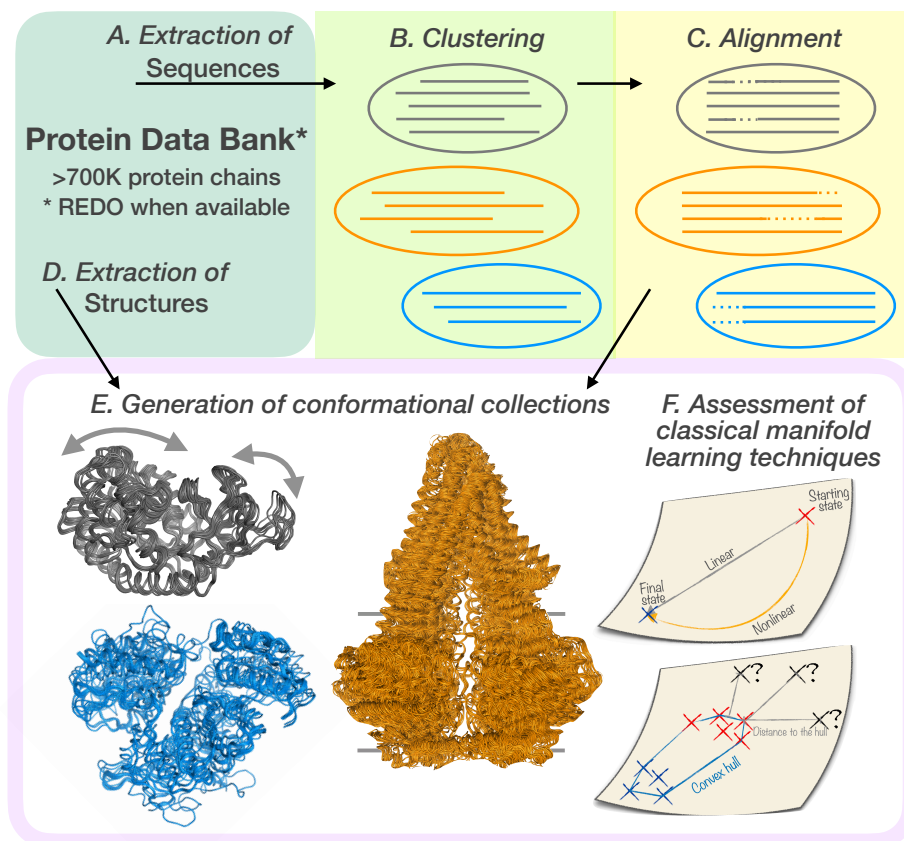 A. Extraction of
Sequences
B. Clustering
C. Alignment
Protein Data Bank*
>700K protein chains
* REDO when available
D. Extraction of
Structures
E. Generation of conformational collections
F. Assessment of
classical manifold
learning techniques
Starting
state
Linear
Final
state
Nonlinear
?
?
?
Distance to the hull
Convex hull